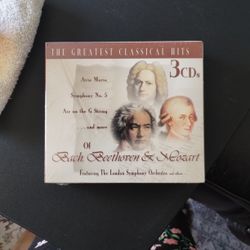 THE GREATEST CLASSICAL HITS
3CDs
Ave Maria
Symphony No. 5
Air on the G String
. . . and more
Of
Bach, Beethoven & Mozart
Featuring The London Symphony Orchestra and others . . .